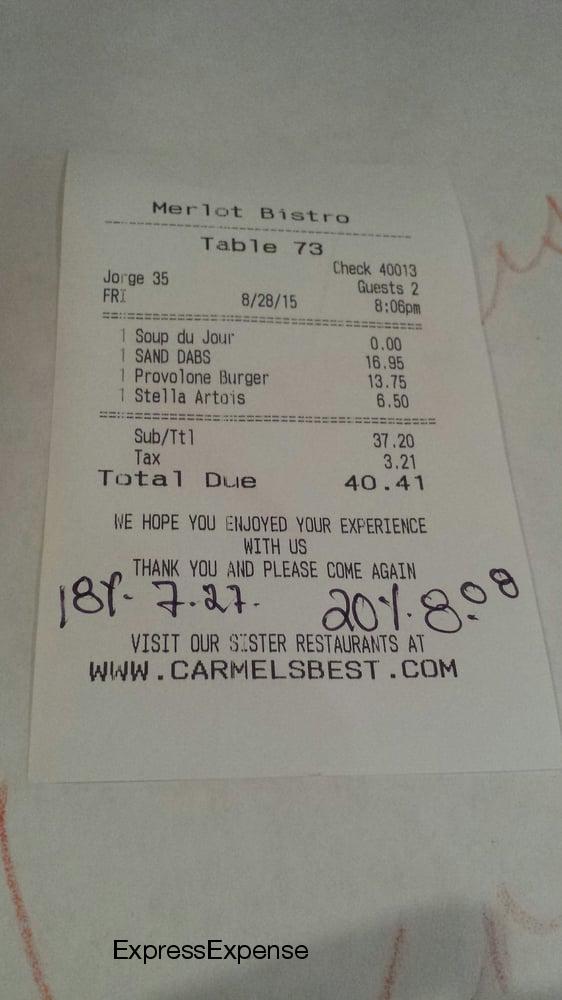 Merlot Bistro
Table 73
Check 40013
Jorge 35 Guests 2
FRI 8/28/15 8:06pm
1 Soup du Jour 0.00
1 SAND DABS 16.95
1 Provolone Burger 13.75
1 Stella Artois 6.50
Sub/Ttl 37.20
Tax 3.21
Total Due 40.41
WE HOPE YOU ENJOYED YOUR EXPERIENCE
WITH US
THANK YOU AND PLEASE COME AGAIN
18%- 7.27. 20%. 8.08
VISIT OUR SISTER RESTAURANTS AT
WWW.CARMELSBEST.COM
ExpressExpense